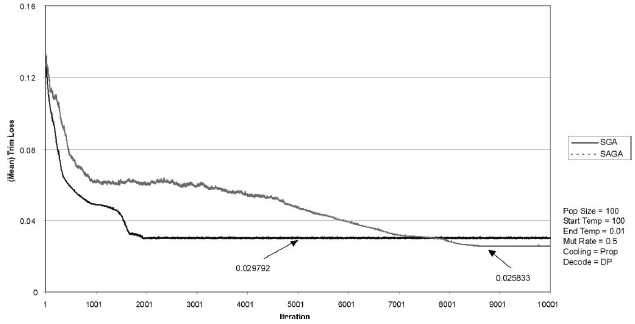 0.16
0.12
0.08
0.04
0
(Mean) Trim Loss
1 1001 2001 3001 4001 5001 6001 7001 8001 9001 10001
Iteration
0.029792
0.025833
SGA
SAGA
Pop Size = 100
Start Temp = 100
End Temp = 0.01
Mut Rate = 0.5
Cooling = Prop
Decode = DP